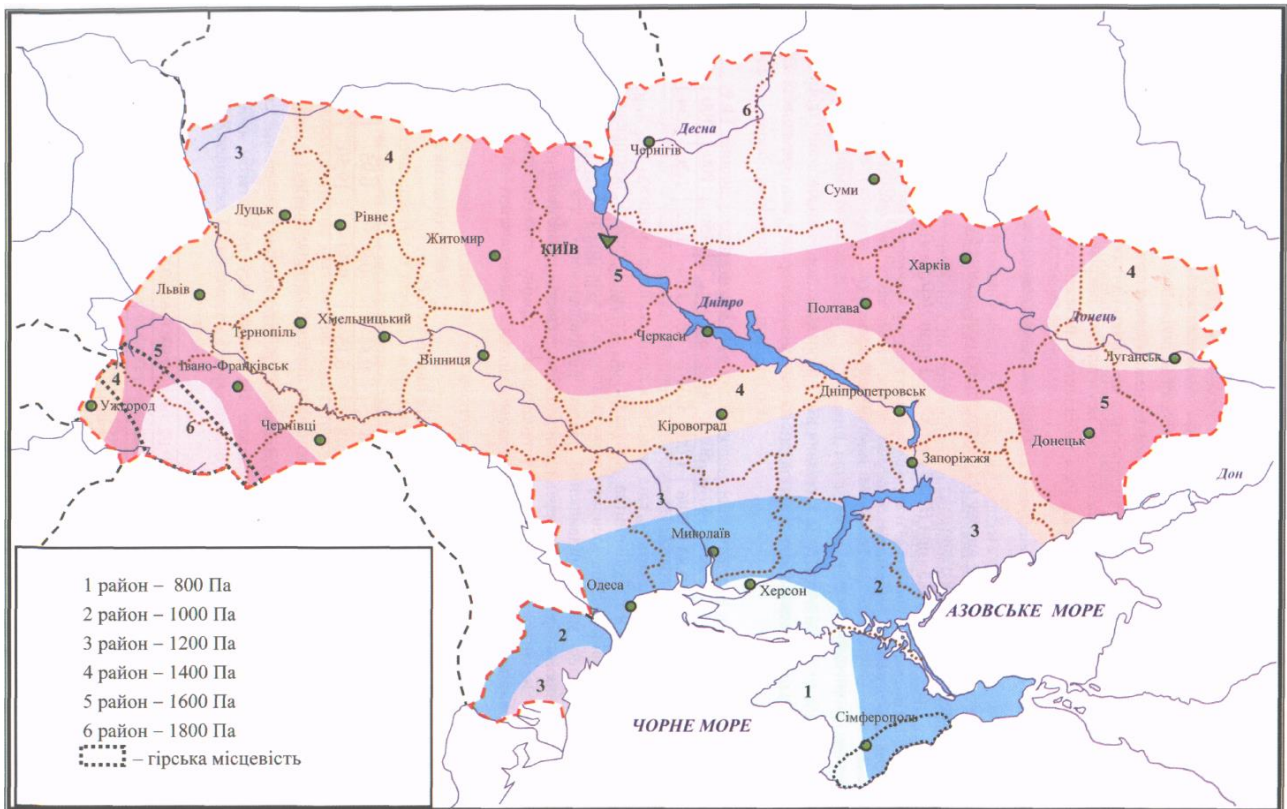 6
Десна
Чернігів
3
4
Суми
Луцьк
Рівне
Житомир
КИЇВ
5
Харків
4
Львів
Дніпро
Полтава
Донець
Тернопіль
Хмельницький
Черкаси
Вінниця
Луганськ
5
Івано-Франківськ
4
4
Дніпропетровськ
5
Ужгород
6
Чернівці
Кіровоград
Донецьк
Запоріжжя
Дон
3
3
Миколаїв
Одеса
Херсон
2
АЗОВСЬКЕ МОРЕ
2
3
1
ЧОРНЕ МОРЕ
Сімферополь
1 район – 800 Па
2 район – 1000 Па
3 район – 1200 Па
4 район – 1400 Па
5 район – 1600 Па
6 район – 1800 Па
– гірська місцевість